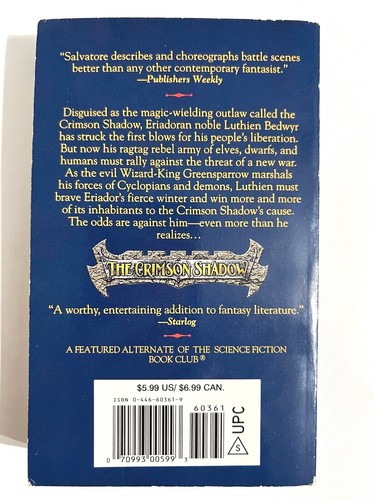 “Salvatore describes and choreographs battle scenes
better than any other contemporary fantasist.”
—Publishers Weekly
Disguised as the magic-wielding outlaw called the
Crimson Shadow, Eriadoran noble Luthien Bedwyr
has struck the first blows for his people's liberation.
But now his ragtag rebel army of elves, dwarfs, and
humans must rally against the threat of a new war.
As the evil Wizard-King Greensparrow marshals
his forces of Cyclopians and demons, Luthien must
brave Eriador's fierce winter and win more and more
of its inhabitants to the Crimson Shadow's cause.
The odds are against him—even more than he
realizes...
THE CRIMSON SHADOW
“A worthy, entertaining addition to fantasy literature.”
—Starlog
A FEATURED ALTERNATE OF THE SCIENCE FICTION
BOOK CLUB®
$5.99 US/ $6.99 CAN.
ISBN 0-446-60361-9
60361
0 70993 00599 3
S UPC